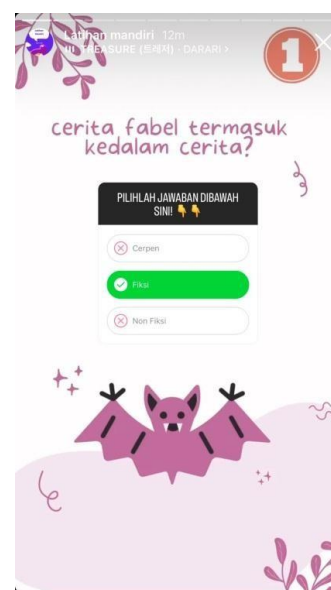 Latihan mandiri 12m
TREASURE (트레저) · DARARI >
1
cerita fabel termasuk
kedalam cerita?
PILIHLAH JAWABAN DIBAWAH
SINI! 👇👇
Cerpen
Fiksi
Non Fiksi